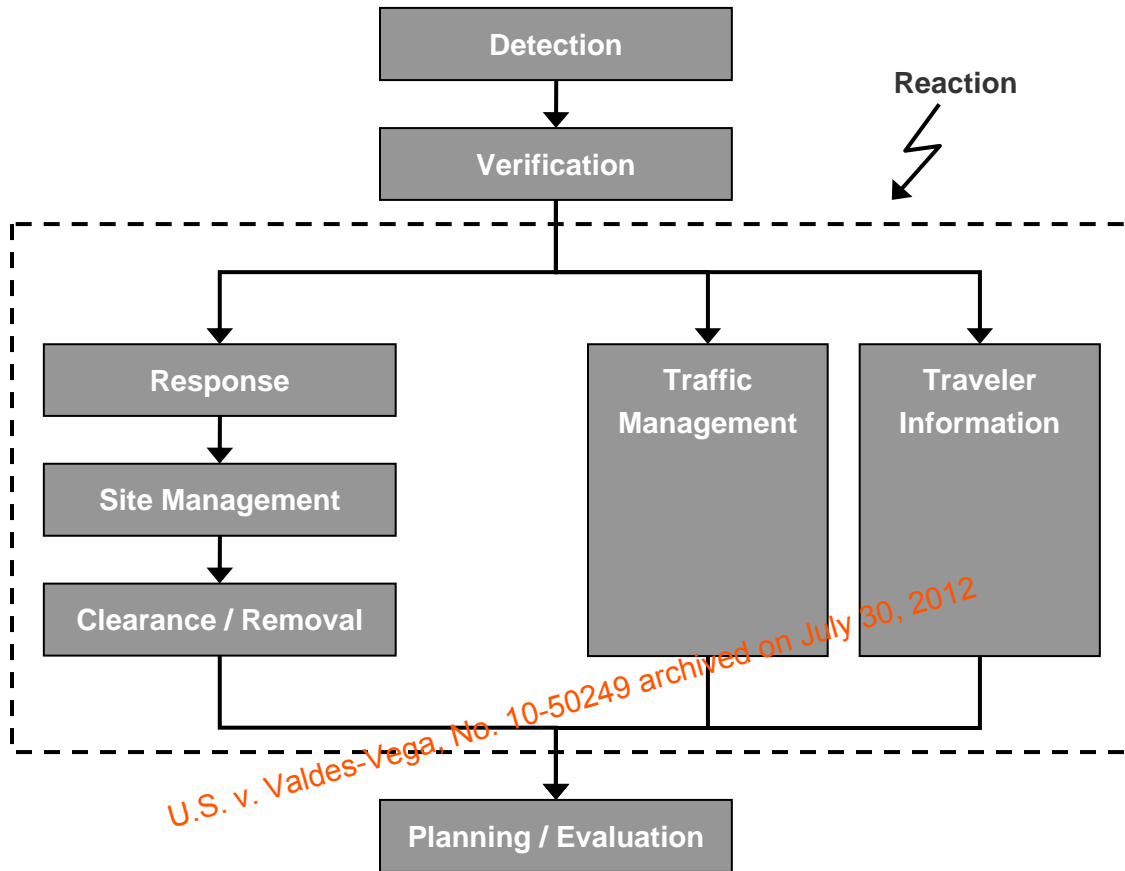 Detection
Reaction
Verification
Response
Traffic
Management
Traveler
Information
Site Management
Clearance / Removal
U.S. v. Valdes-Vega, No. 10-50249 archived on July 30, 2012
Planning / Evaluation